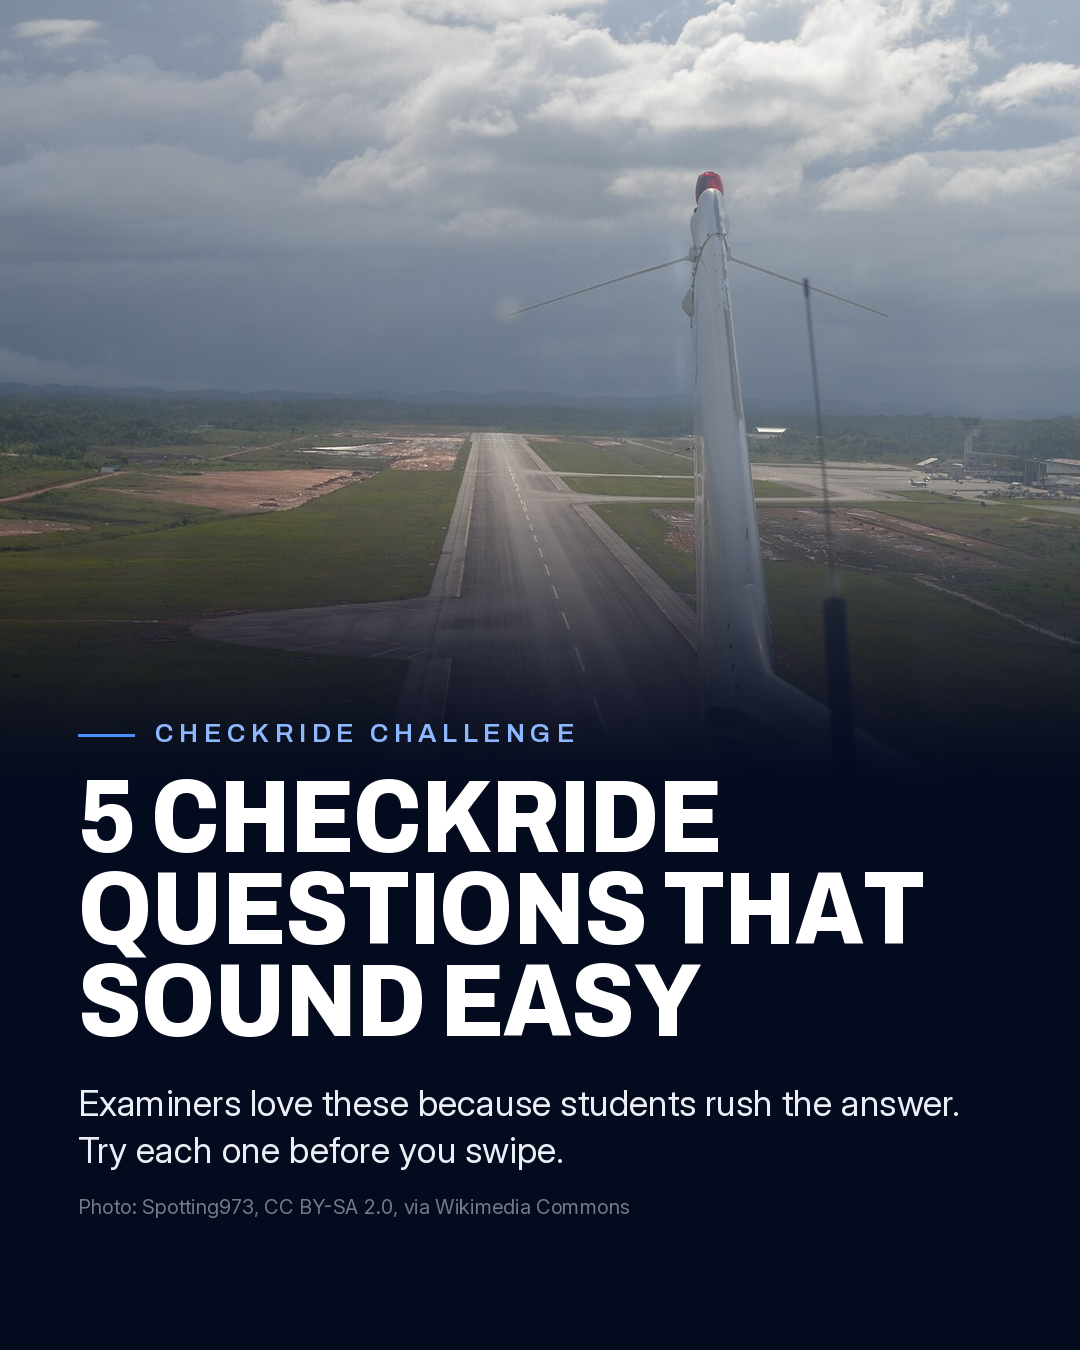 CHECKRIDE CHALLENGE
5 CHECKRIDE
QUESTIONS THAT
SOUND EASY
Examiners love these because students rush the answer.
Try each one before you swipe.
Photo: Spotting973, CC BY-SA 2.0, via Wikimedia Commons